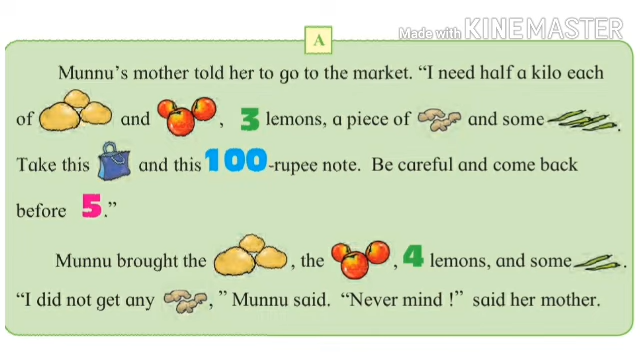 Made with KINEMASTER
A
Munnu's mother told her to go to the market. “I need half a kilo each
of and , 3 lemons, a piece of and some .
Take this and this 100-rupee note. Be careful and come back
before 5.”
Munnu brought the , the , 4 lemons, and some .
“I did not get any ,” Munnu said. “Never mind !” said her mother.